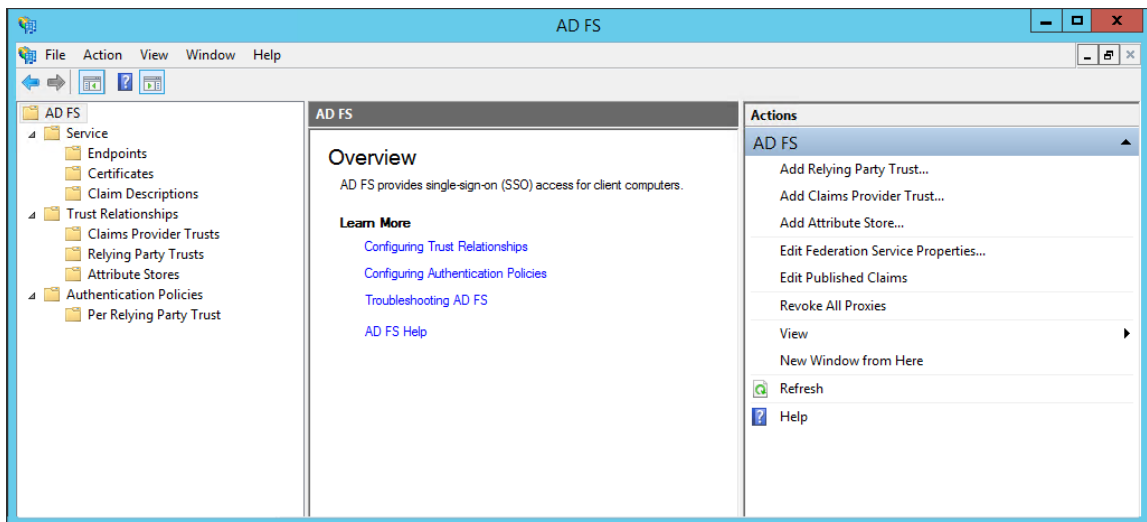 AD FS
File Action View Window Help
AD FS
Service
Endpoints
Certificates
Claim Descriptions
Trust Relationships
Claims Provider Trusts
Relying Party Trusts
Attribute Stores
Authentication Policies
Per Relying Party Trust
AD FS
Overview
AD FS provides single-sign-on (SSO) access for client computers.
Learn More
Configuring Trust Relationships
Configuring Authentication Policies
Troubleshooting AD FS
AD FS Help
Actions
AD FS
Add Relying Party Trust...
Add Claims Provider Trust...
Add Attribute Store...
Edit Federation Service Properties...
Edit Published Claims
Revoke All Proxies
View
New Window from Here
Refresh
Help